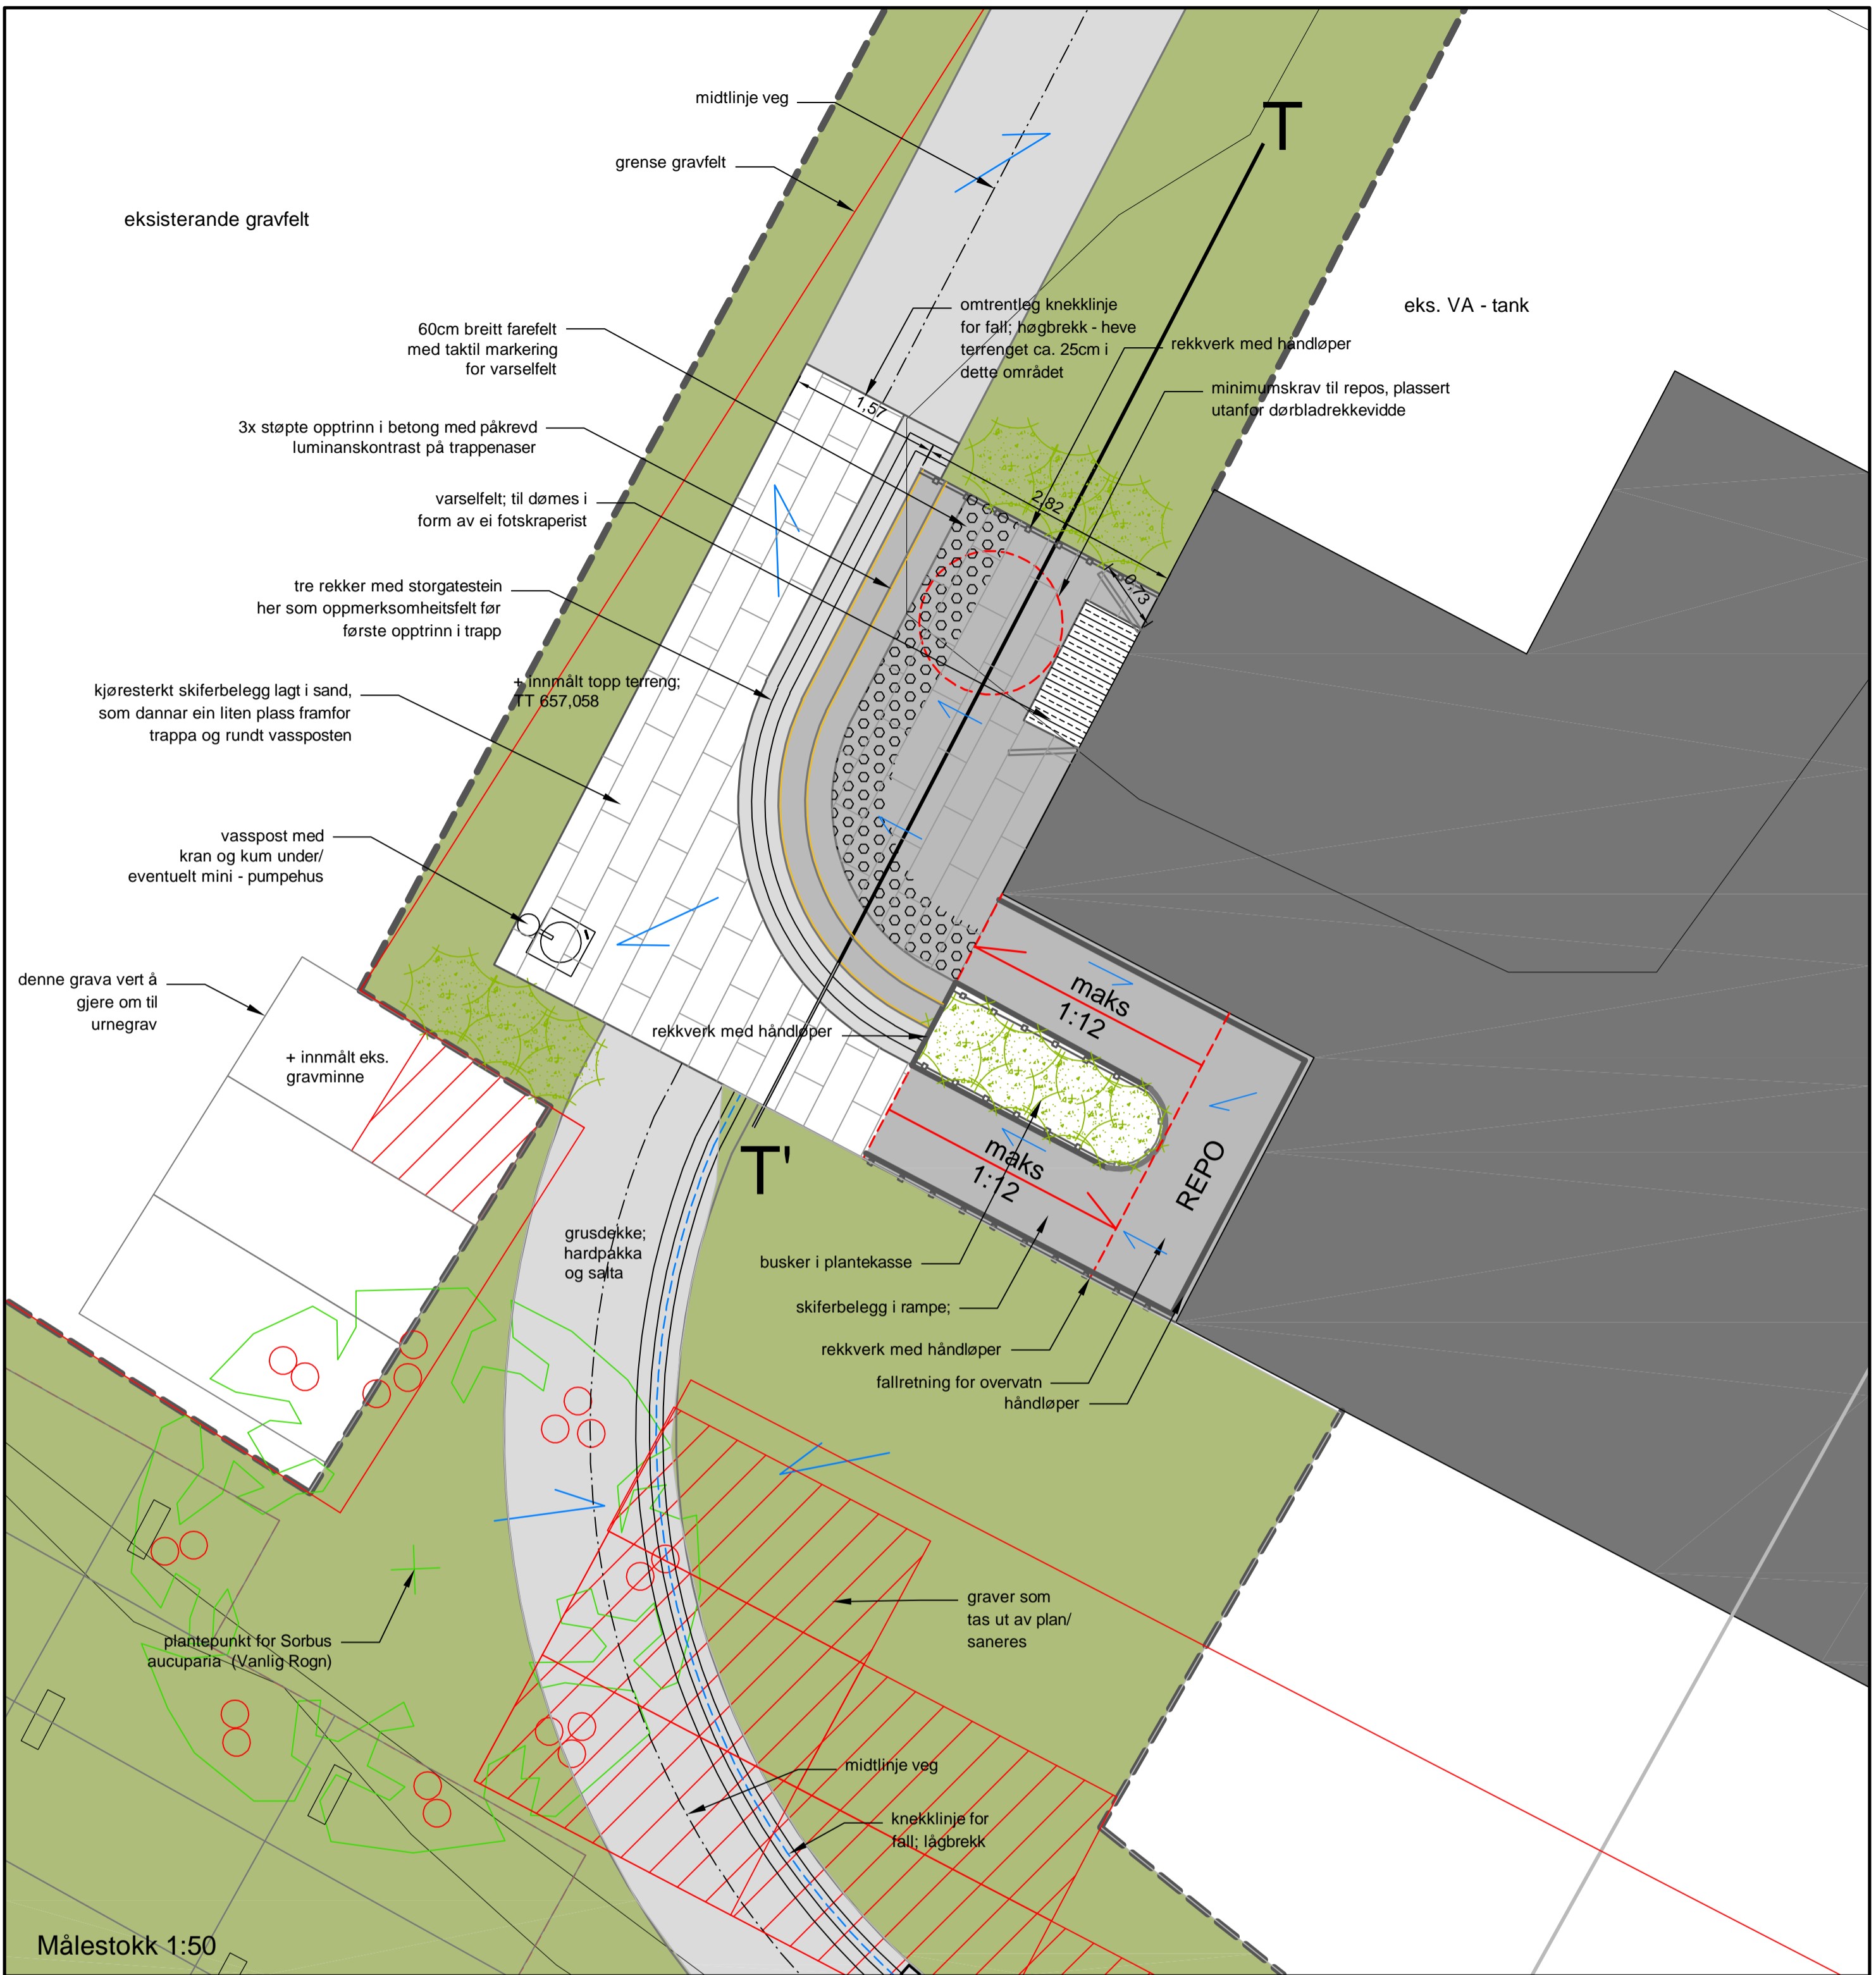 midtlinje veg
T
grense gravfelt
eksisterande gravfelt
omtrentleg knekklinje
for fall; høgbrekk - heve
terrenget ca. 25cm i
dette området
eks. VA - tank
60cm breitt farefelt
med taktil markering
for varselfelt
rekkverk med håndløper
minimumskrav til repos, plassert
utanfor dørbladrekkevidde
1,57
3x støpte opptrinn i betong med påkrevd
luminanskontrast på trappenaser
varselfelt; til dømes i
form av ei fotskraperist
2,82
0,73
tre rekker med storgatestein
her som oppmerksomheitsfelt før
første opptrinn i trapp
+ innmålt topp terreng;
TT 657,058
kjøresterkt skiferbelegg lagt i sand,
som dannar ein liten plass framfor
trappa og rundt vassposten
vasspost med
kran og kum under/
eventuelt mini - pumpehus
denne grava vert å
gjere om til
urnegrav
maks
1:12
rekkverk med håndløper
+ innmålt eks.
gravminne
T'
maks
1:12
REPO
grusdekke;
hardpakka
og salta
busker i plantekasse
skiferbelegg i rampe;
rekkverk med håndløper
fallretning for overvatn
håndløper
graver som
tas ut av plan/
saneres
plantepunkt for Sorbus
aucuparia (Vanlig Rogn)
midtlinje veg
knekklinje for
fall; lågbrekk
Målestokk 1:50